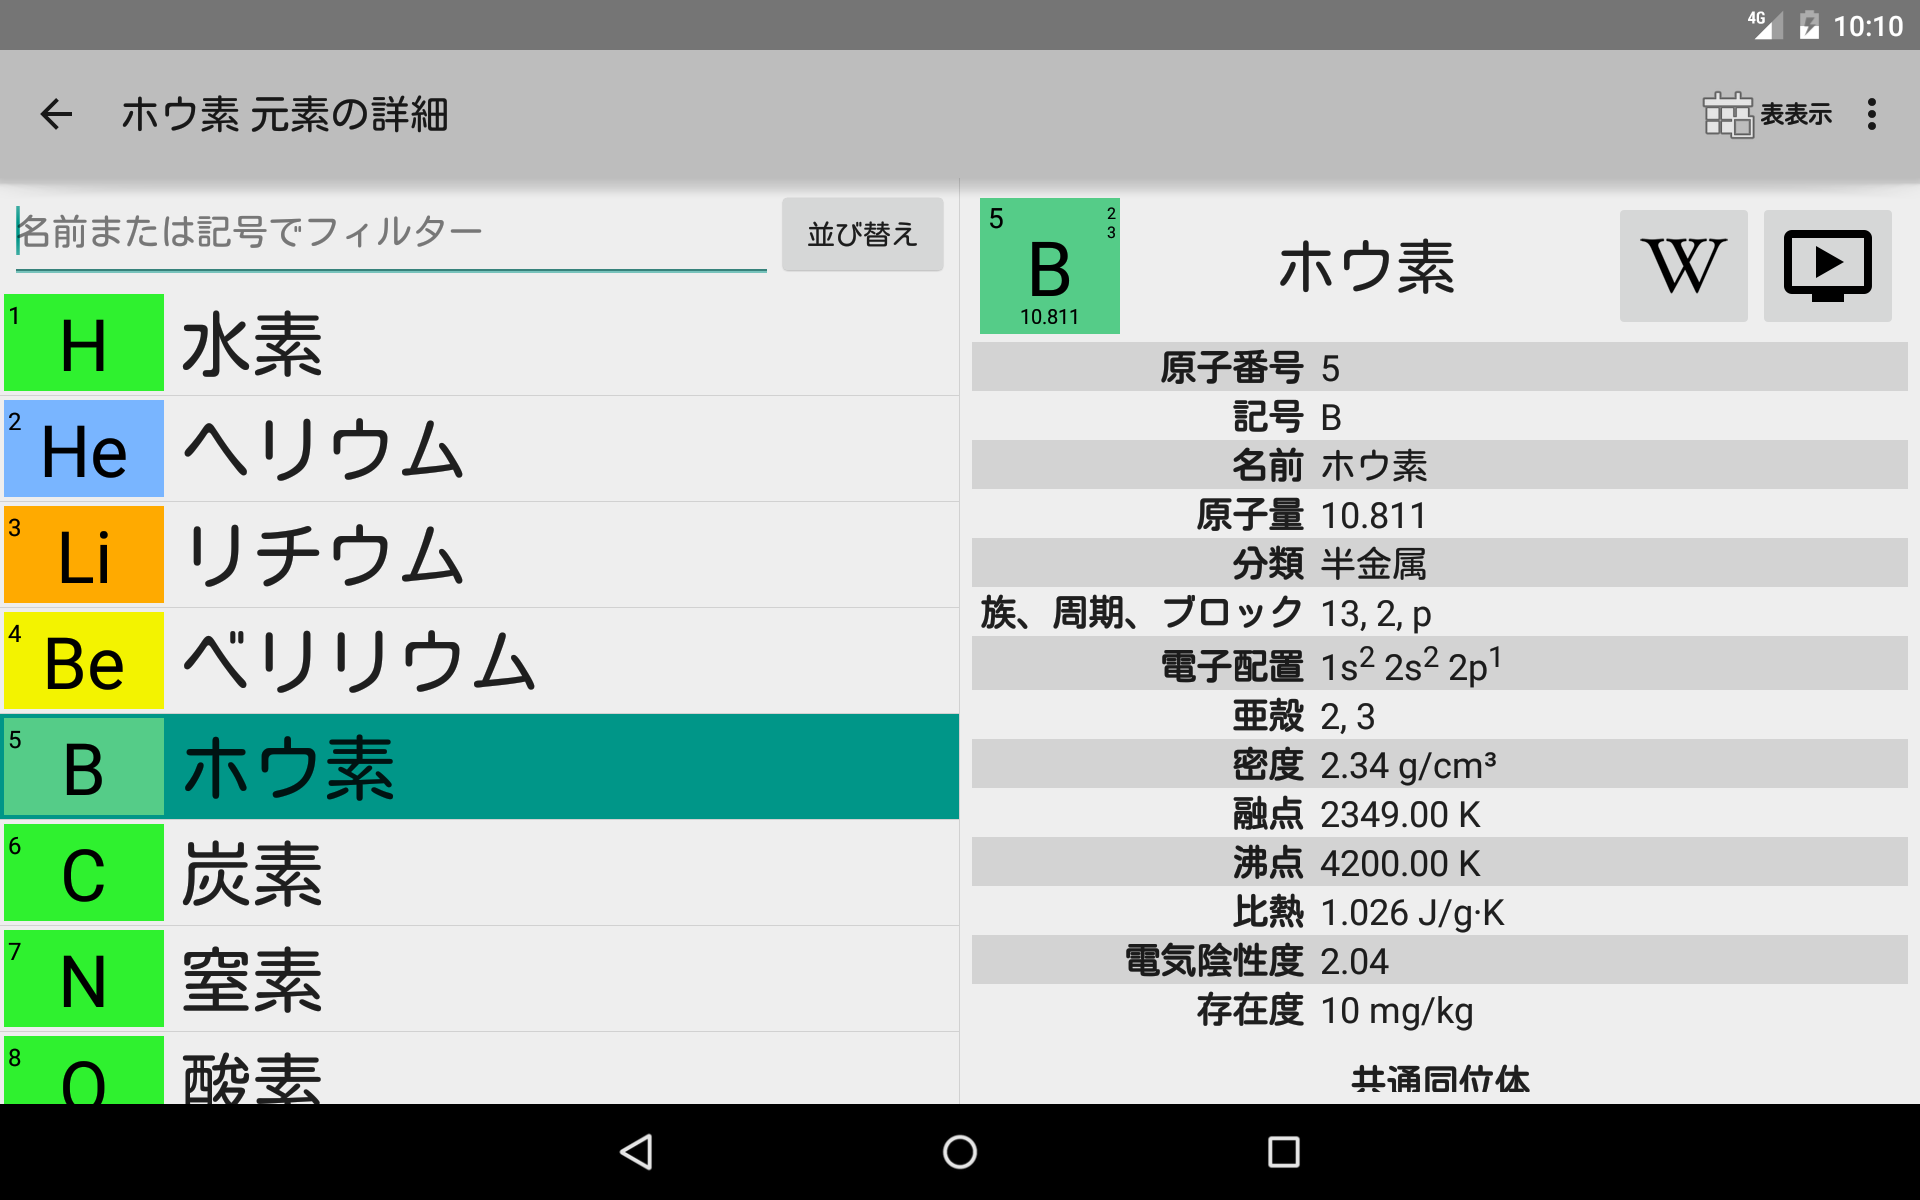 4G 10:10
ホウ素 元素の詳細
表表示
名前または記号でフィルター
並び替え
1
H
水素
2
He
ヘリウム
3
Li
リチウム
4
Be
ベリリウム
5
B
ホウ素
6
C
炭素
7
N
窒素
8
O
酸素
5
2
3
B
10.811
ホウ素
W
原子番号 5
記号 B
名前 ホウ素
原子量 10.811
分類 半金属
族、周期、ブロック 13, 2, p
電子配置 1s² 2s² 2p¹
亜殻 2, 3
密度 2.34 g/cm³
融点 2349.00 K
沸点 4200.00 K
比熱 1.026 J/g·K
電気陰性度 2.04
存在度 10 mg/kg
共通同位体